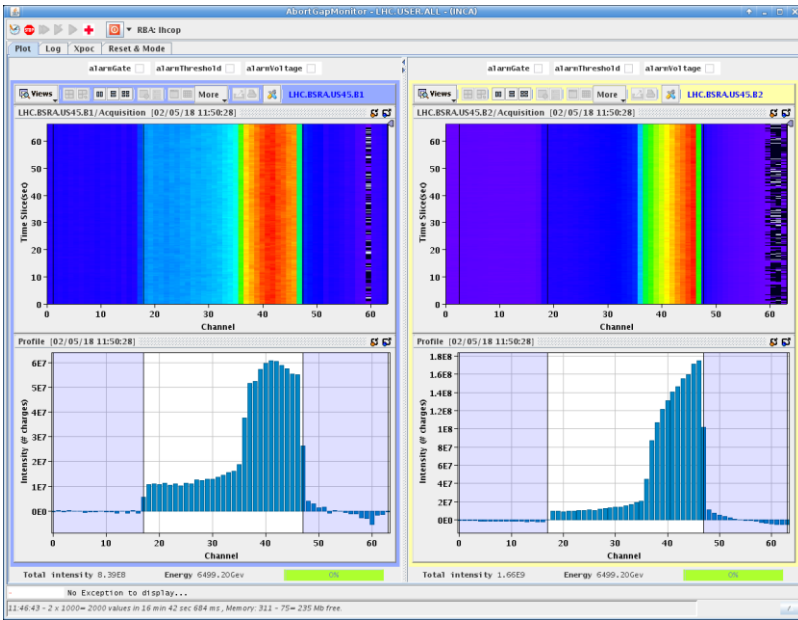 AbortGapMonitor - LHC:USER:ALL - (INCA)
STOP RBA: lhcop
Plot Log Xpoc Reset & Mode
alarmGate alarmThreshold alarmVoltage
Views More LHC.BSRA.US45.B1
LHC.BSRA.US45.B1/Acquisition [02/05/18 11:50:28]
Time Slice(sec)
60
50
40
30
20
10
0
0 10 20 30 40 50 60
Channel
Profile [02/05/18 11:50:28]
Intensity (# charges)
6E7
5E7
4E7
3E7
2E7
1E7
0E0
0 10 20 30 40 50 60
Channel
Total intensity 8.39E8 Energy 6499.20Gev 0%
alarmGate alarmThreshold alarmVoltage
Views More LHC.BSRA.US45.B2
LHC.BSRA.US45.B2/Acquisition [02/05/18 11:50:28]
Time Slice(sec)
60
50
40
30
20
10
0
0 10 20 30 40 50 60
Channel
Profile [02/05/18 11:50:28]
Intensity (# charges)
1.8E8
1.6E8
1.4E8
1.2E8
1E8
8E7
6E7
4E7
2E7
0E0
0 10 20 30 40 50 60
Channel
Total intensity 1.66E9 Energy 6499.20Gev 0%
- No Exception to display...
11:46:43 - 2 x 1000= 2000 values in 16 min 42 sec 684 ms , Memory: 311 - 75= 235 Mb free.